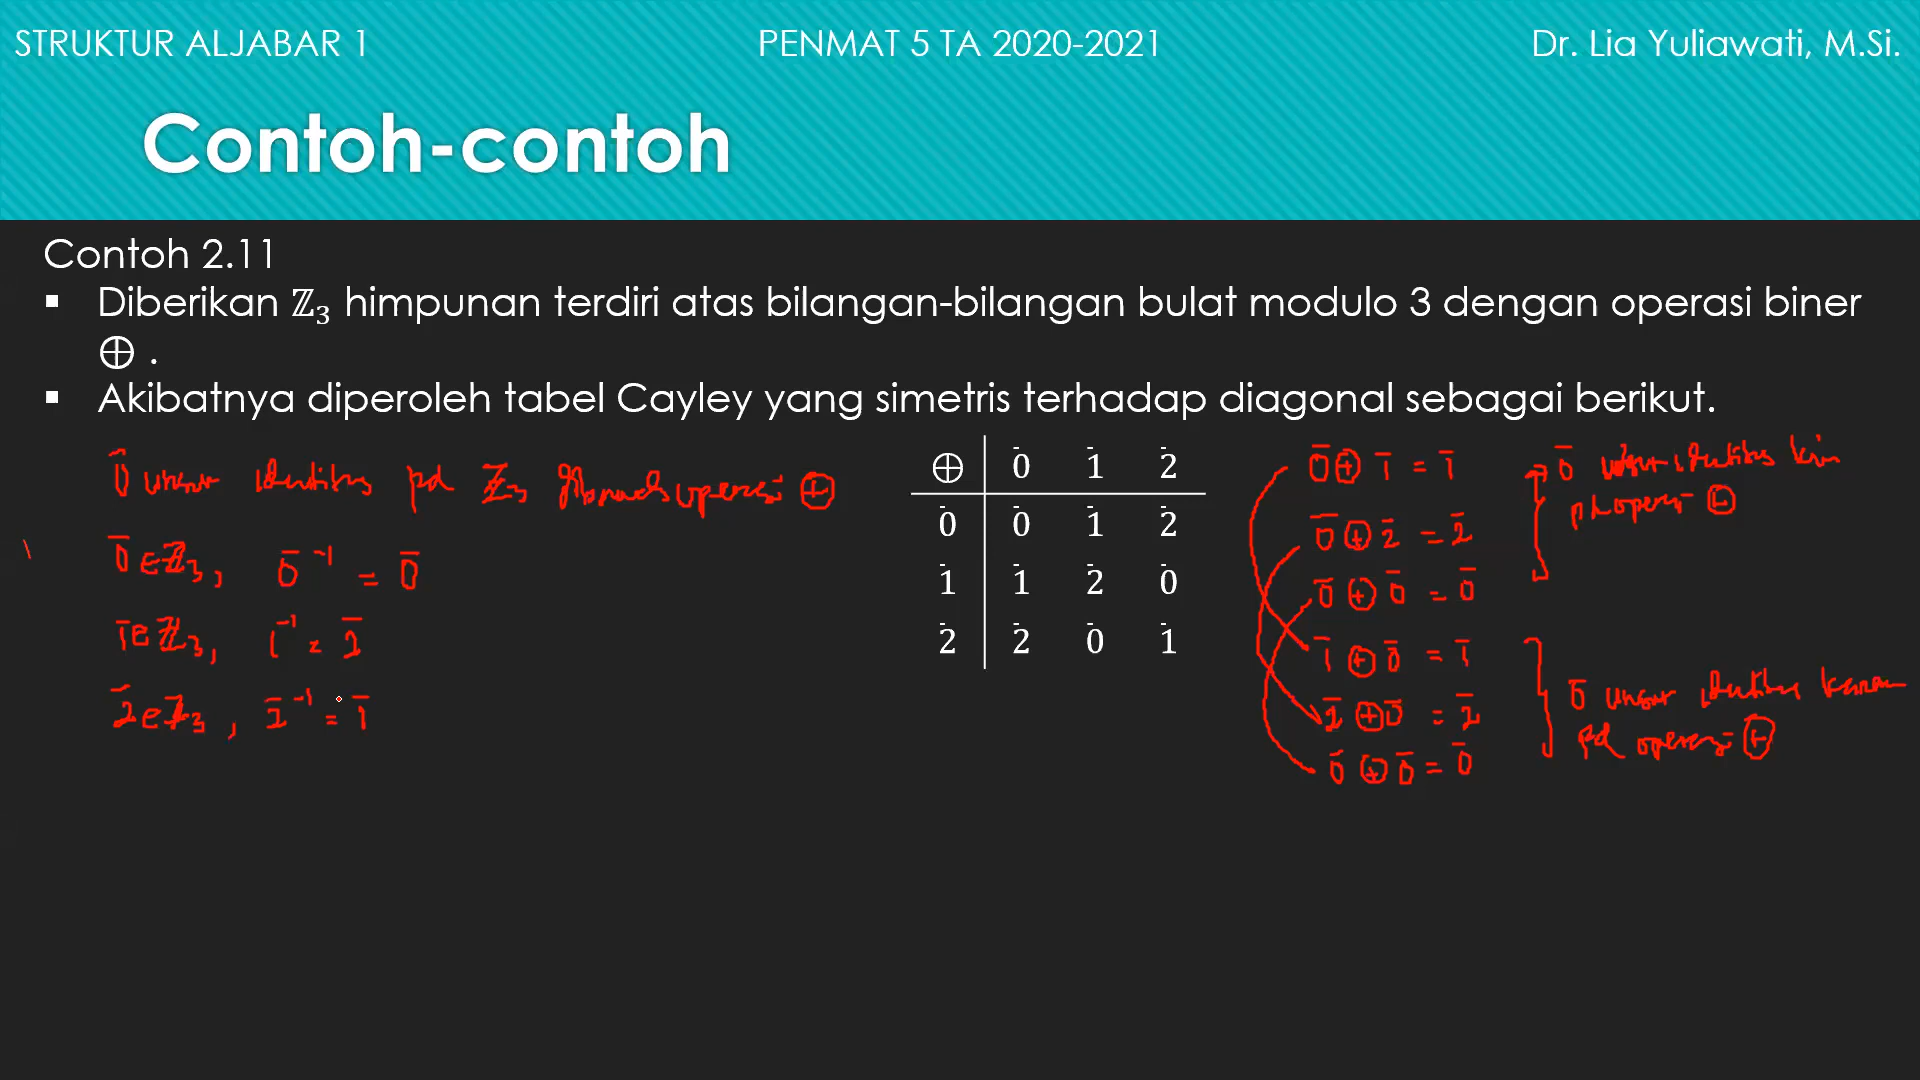 STRUKTUR ALJABAR 1 PENMAT 5 TA 2020-2021 Dr. Lia Yuliawati, M.Si.
Contoh-contoh
Contoh 2.11
▪ Diberikan ℤ₃ himpunan terdiri atas bilangan-bilangan bulat modulo 3 dengan operasi biner
⊕ .
▪ Akibatnya diperoleh tabel Cayley yang simetris terhadap diagonal sebagai berikut.
0̄ unsur identitas pd ℤ₃ operasi ⊕
0̄ ∈ ℤ₃, 0̄⁻¹ = 0̄
1̄ ∈ ℤ₃, 1⁻¹ = 2̄
2̄ ∈ ℤ₃, 2̄⁻¹ = 1̄
⊕ 0̄ 1̄ 2̄
0̄ 0̄ 1̄ 2̄
1̄ 1̄ 2̄ 0̄
2̄ 2̄ 0̄ 1̄
0̄ ⊕ 1̄ = 1̄
0̄ ⊕ 2̄ = 2̄
0̄ ⊕ 0̄ = 0̄
1̄ ⊕ 0̄ = 1̄
2̄ ⊕ 0̄ = 2̄
0̄ ⊕ 0̄ = 0̄
0̄ unsur identitas kiri
pd operasi ⊕
0̄ unsur identitas kanan
pd operasi ⊕